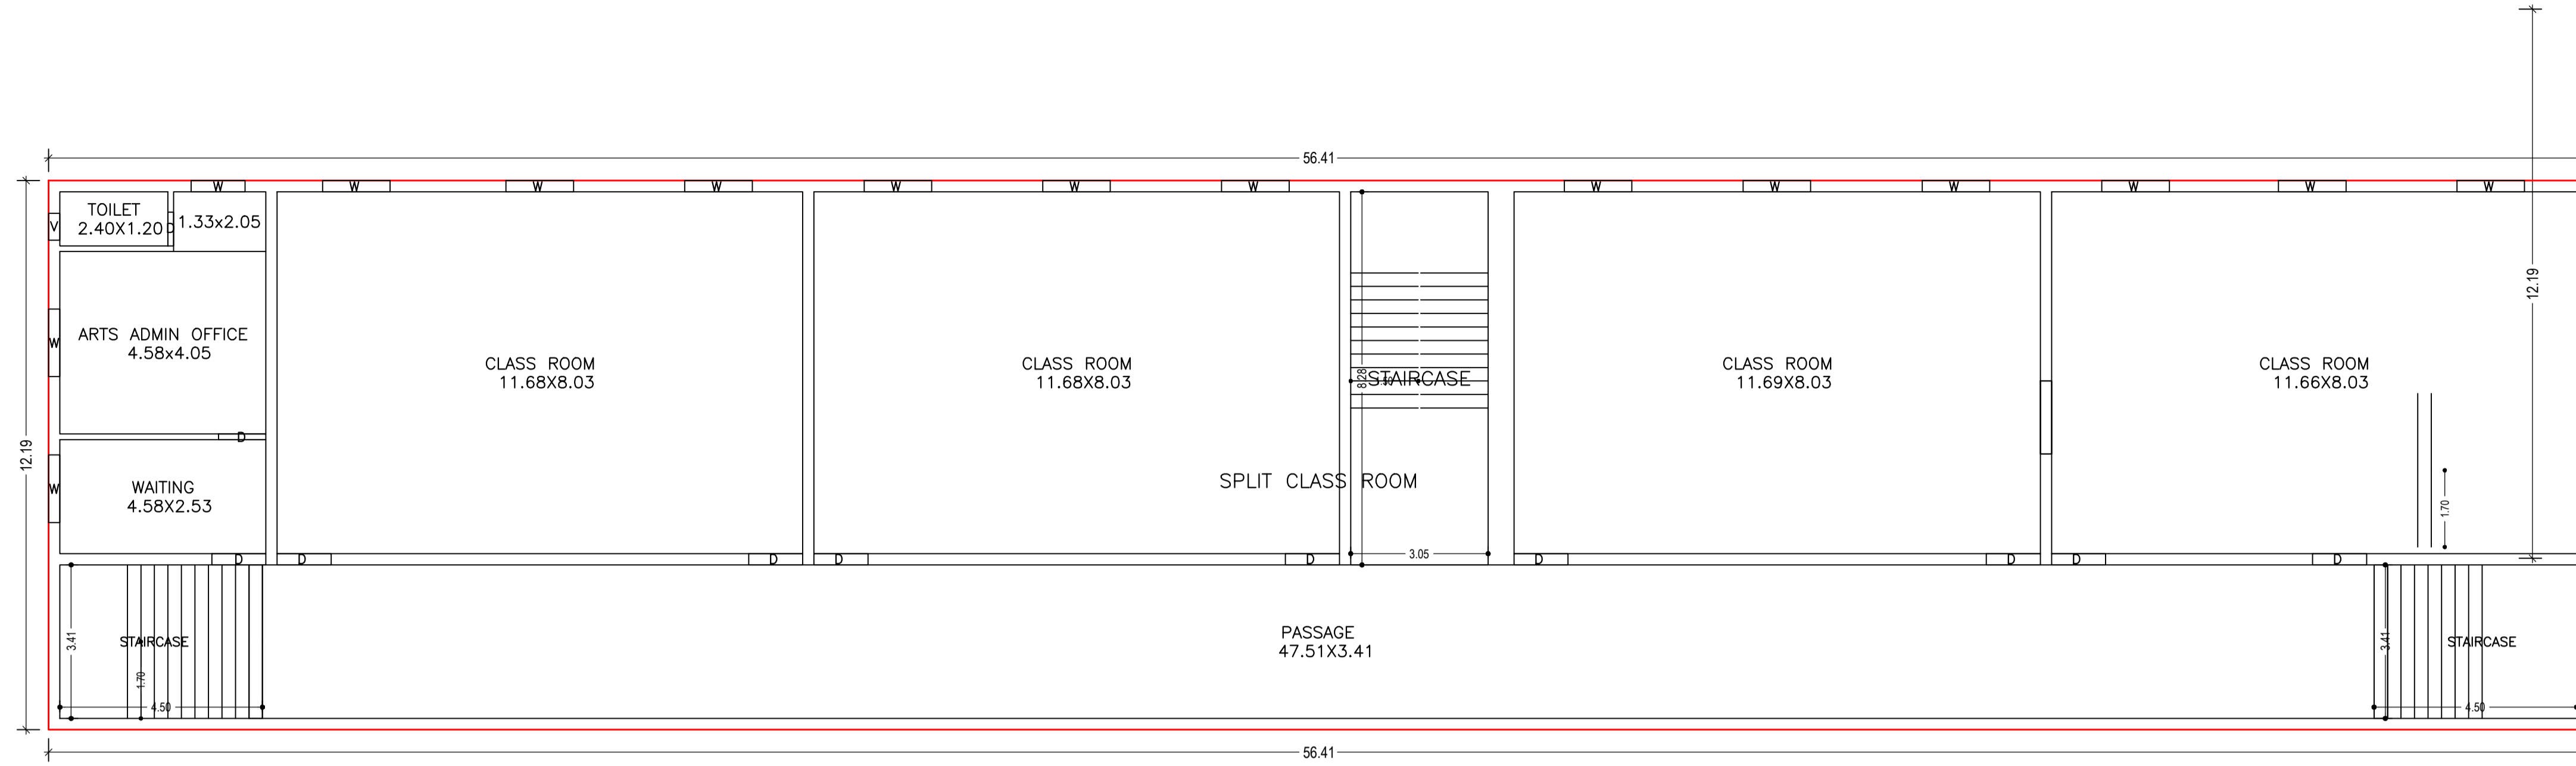 56.41
W W W W W W W W W W W W W
TOILET
2.40X1.20
D
1.33x2.05
V
12.19
ARTS ADMIN OFFICE
4.58x4.05
W
CLASS ROOM
11.68X8.03
CLASS ROOM
11.68X8.03
8.28
STAIRCASE
CLASS ROOM
11.69X8.03
CLASS ROOM
11.66X8.03
12.19
D
WAITING
4.58X2.53
W
SPLIT CLASS ROOM
1.70
3.05
D D D D D D D D D
3.41
STAIRCASE
1.70
4.50
PASSAGE
47.51X3.41
3.41
STAIRCASE
4.50
56.41